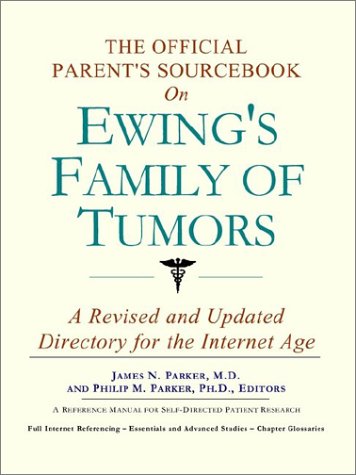 THE OFFICIAL
PARENT'S SOURCEBOOK
On
EWING'S
FAMILY OF
TUMORS
A Revised and Updated
Directory for the Internet Age
JAMES N. PARKER, M.D.
AND PHILIP M. PARKER, PH.D., EDITORS
A REFERENCE MANUAL FOR SELF-DIRECTED PATIENT RESEARCH
Full Internet Referencing – Essentials and Advanced Studies – Chapter Glossaries